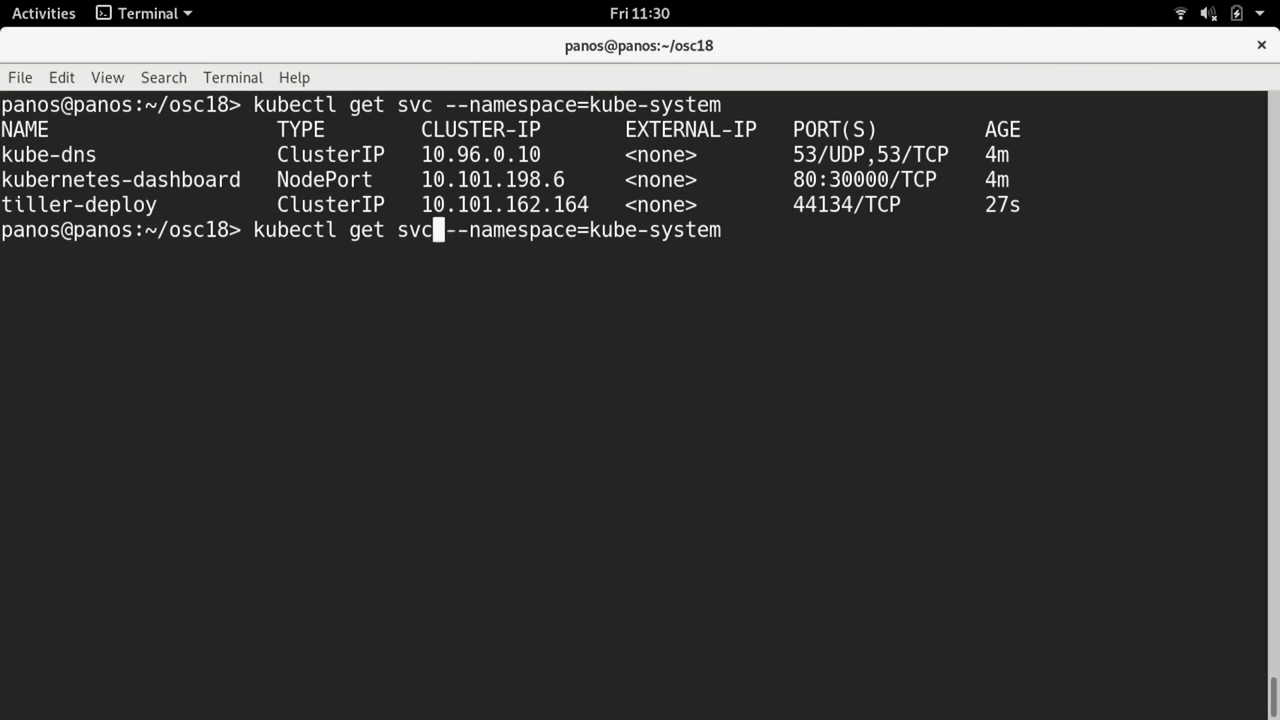 Activities Terminal Fri 11:30
panos@panos:~/osc18
File Edit View Search Terminal Help
panos@panos:~/osc18> kubectl get svc --namespace=kube-system
NAME TYPE CLUSTER-IP EXTERNAL-IP PORT(S) AGE
kube-dns ClusterIP 10.96.0.10 <none> 53/UDP,53/TCP 4m
kubernetes-dashboard NodePort 10.101.198.6 <none> 80:30000/TCP 4m
tiller-deploy ClusterIP 10.101.162.164 <none> 44134/TCP 27s
panos@panos:~/osc18> kubectl get svc --namespace=kube-system